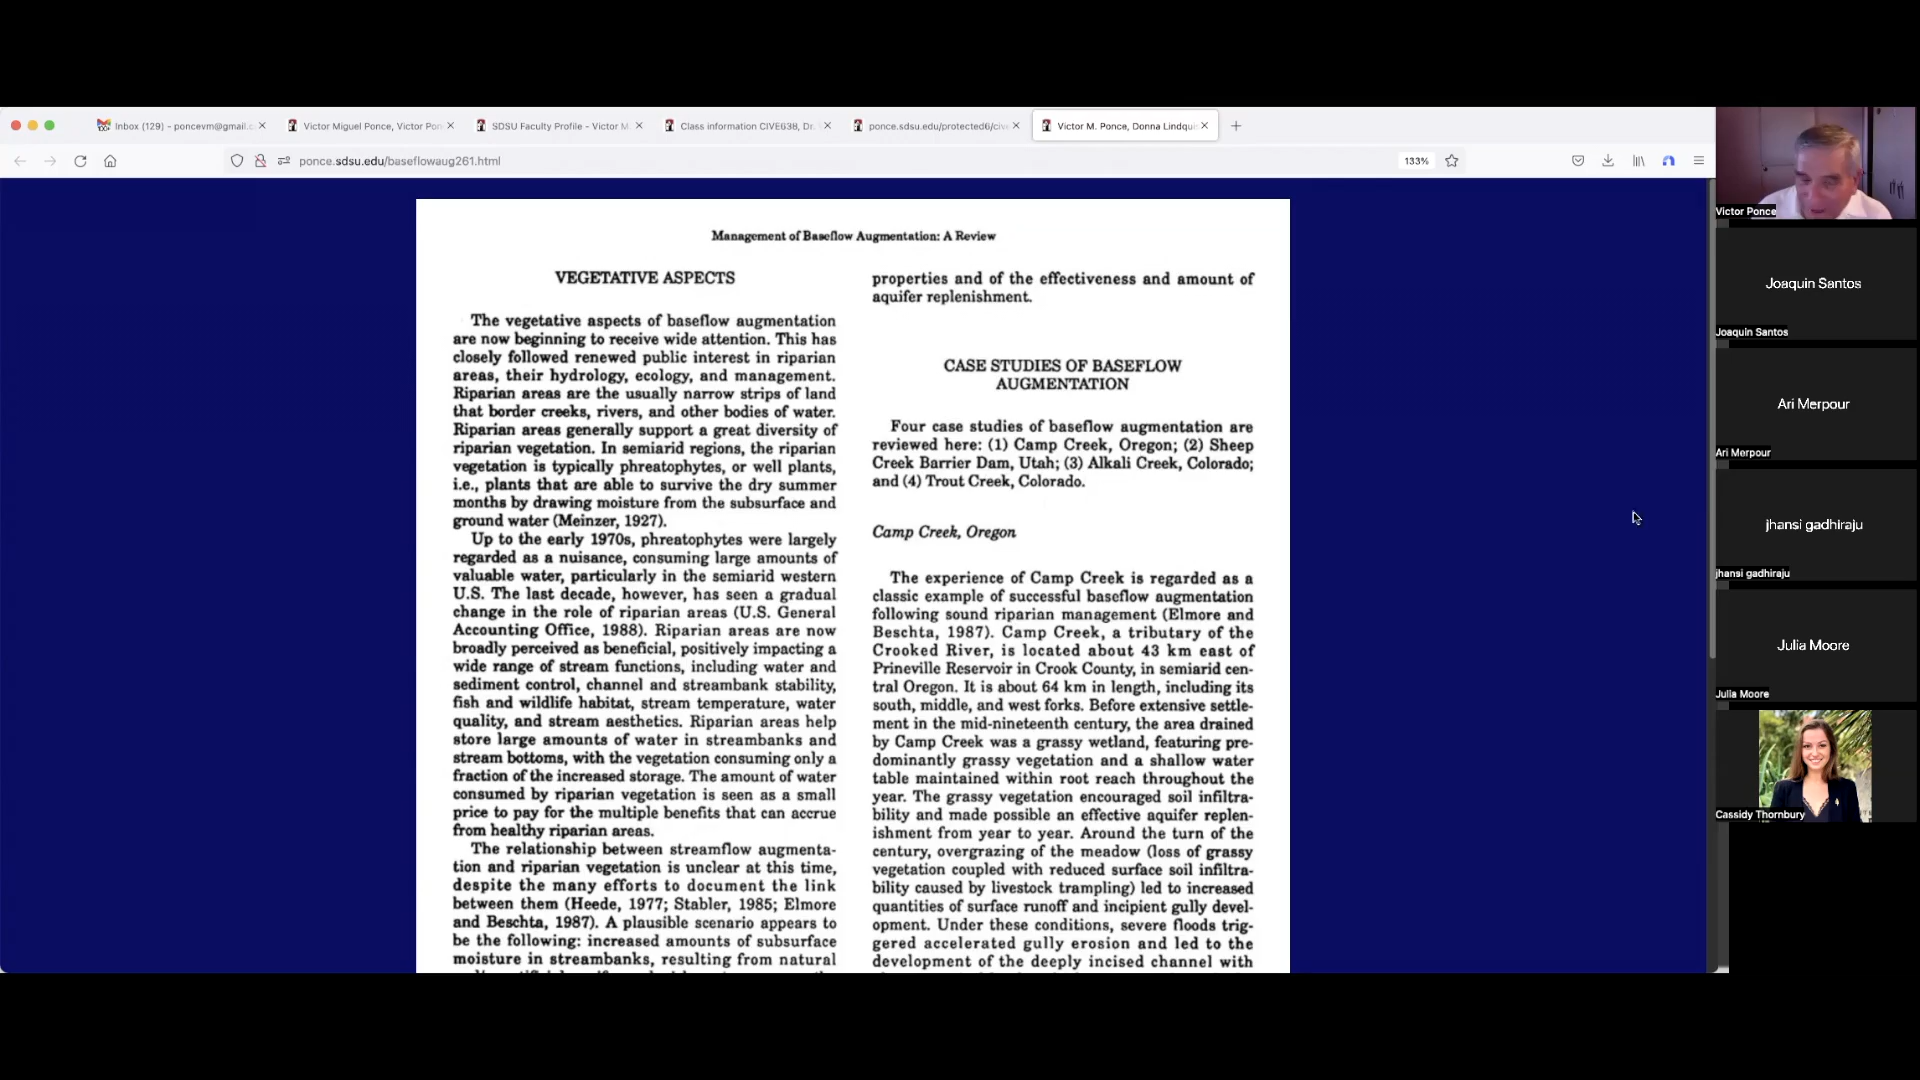 Inbox (129) - poncevm@gmail.c
Victor Miguel Ponce, Victor Pon
SDSU Faculty Profile - Victor M
Class information CIVE638, Dr.
ponce.sdsu.edu/protected6/cive
Victor M. Ponce, Donna Lindqui
ponce.sdsu.edu/baseflowaug261.html
133%
Management of Baseflow Augmentation: A Review
VEGETATIVE ASPECTS
The vegetative aspects of baseflow augmentation
are now beginning to receive wide attention. This has
closely followed renewed public interest in riparian
areas, their hydrology, ecology, and management.
Riparian areas are the usually narrow strips of land
that border creeks, rivers, and other bodies of water.
Riparian areas generally support a great diversity of
riparian vegetation. In semiarid regions, the riparian
vegetation is typically phreatophytes, or well plants,
i.e., plants that are able to survive the dry summer
months by drawing moisture from the subsurface and
ground water (Meinzer, 1927).
Up to the early 1970s, phreatophytes were largely
regarded as a nuisance, consuming large amounts of
valuable water, particularly in the semiarid western
U.S. The last decade, however, has seen a gradual
change in the role of riparian areas (U.S. General
Accounting Office, 1988). Riparian areas are now
broadly perceived as beneficial, positively impacting a
wide range of stream functions, including water and
sediment control, channel and streambank stability,
fish and wildlife habitat, stream temperature, water
quality, and stream aesthetics. Riparian areas help
store large amounts of water in streambanks and
stream bottoms, with the vegetation consuming only a
fraction of the increased storage. The amount of water
consumed by riparian vegetation is seen as a small
price to pay for the multiple benefits that can accrue
from healthy riparian areas.
The relationship between streamflow augmenta-
tion and riparian vegetation is unclear at this time,
despite the many efforts to document the link
between them (Heede, 1977; Stabler, 1985; Elmore
and Beschta, 1987). A plausible scenario appears to
be the following: increased amounts of subsurface
moisture in streambanks, resulting from natural
properties and of the effectiveness and amount of
aquifer replenishment.
CASE STUDIES OF BASEFLOW
AUGMENTATION
Four case studies of baseflow augmentation are
reviewed here: (1) Camp Creek, Oregon; (2) Sheep
Creek Barrier Dam, Utah; (3) Alkali Creek, Colorado;
and (4) Trout Creek, Colorado.
Camp Creek, Oregon
The experience of Camp Creek is regarded as a
classic example of successful baseflow augmentation
following sound riparian management (Elmore and
Beschta, 1987). Camp Creek, a tributary of the
Crooked River, is located about 43 km east of
Prineville Reservoir in Crook County, in semiarid cen-
tral Oregon. It is about 64 km in length, including its
south, middle, and west forks. Before extensive settle-
ment in the mid-nineteenth century, the area drained
by Camp Creek was a grassy wetland, featuring pre-
dominantly grassy vegetation and a shallow water
table maintained within root reach throughout the
year. The grassy vegetation encouraged soil infiltra-
bility and made possible an effective aquifer replen-
ishment from year to year. Around the turn of the
century, overgrazing of the meadow (loss of grassy
vegetation coupled with reduced surface soil infiltra-
bility caused by livestock trampling) led to increased
quantities of surface runoff and incipient gully devel-
opment. Under these conditions, severe floods trig-
gered accelerated gully erosion and led to the
development of the deeply incised channel with
Victor Ponce
Joaquin Santos
Joaquin Santos
Ari Merpour
Ari Merpour
jhansi gadhiraju
jhansi gadhiraju
Julia Moore
Julia Moore
Cassidy Thornbury